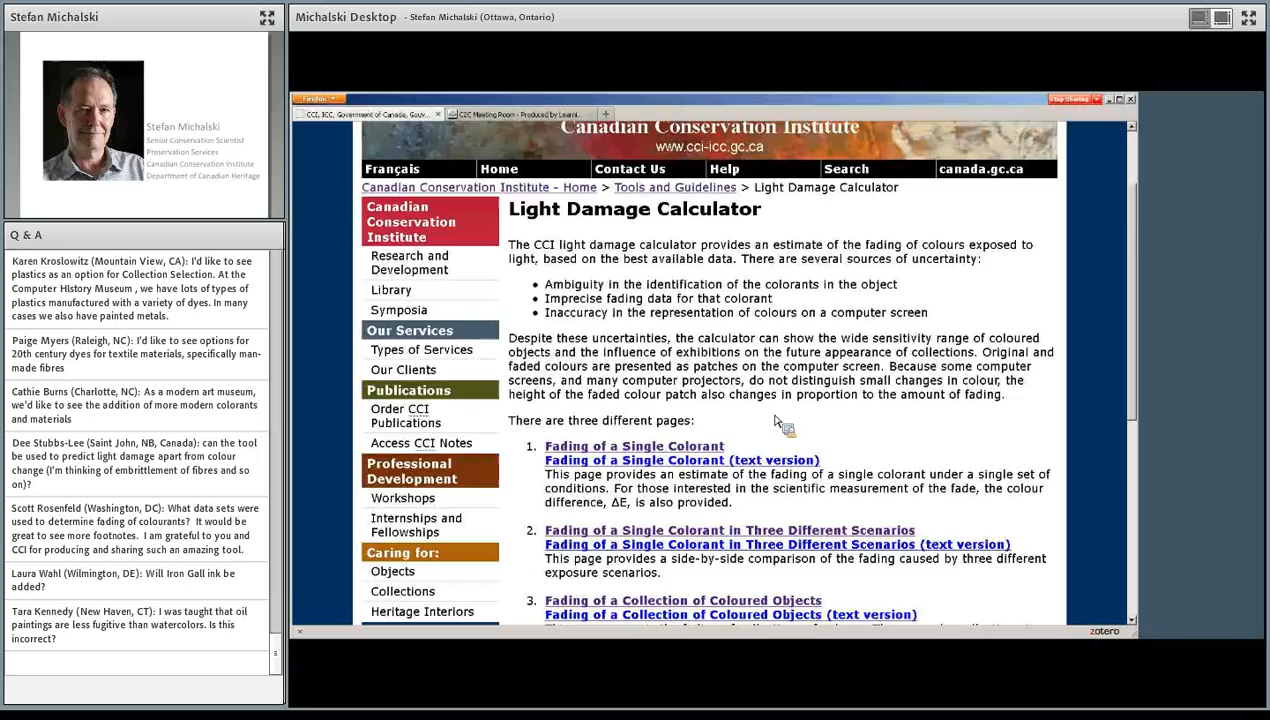 Stefan Michalski
Stefan Michalski
Senior Conservation Scientist
Preservation Services
Canadian Conservation Institute
Department of Canadian Heritage
Q & A
Karen Kroslowitz (Mountain View, CA): I'd like to see
plastics as an option for Collection Selection. At the
Computer HIstory Museum , we have lots of types of
plastics manufactured with a variety of dyes. In many
cases we also have painted metals.
Paige Myers (Raleigh, NC): I'd like to see options for
20th century dyes for textile materials, specifically man-
made fibres
Cathie Burns (Charlotte, NC): As a modern art museum,
we'd like to see the addition of more modern colorants
and materials
Dee Stubbs-Lee (Saint John, NB, Canada): can the tool
be used to predict light damage apart from colour
change (I'm thinking of embrittlement of fibres and so
on)?
Scott Rosenfeld (Washington, DC): What data sets were
used to determine fading of colourants? It would be
great to see more footnotes. I am grateful to you and
CCI for producing and sharing such an amazing tool.
Laura Wahl (Wilmington, DE): Will Iron Gall ink be
added?
Tara Kennedy (New Haven, CT): I was taught that oil
paintings are less fugitive than watercolors. Is this
incorrect?
Michalski Desktop - Stefan Michalski (Ottawa, Ontario)
Firefox
Stop Sharing
CCI, ICC, Government of Canada, Gouv...
C2C Meeting Room - Produced by Learni...
Canadian Conservation Institute
www.cci-icc.gc.ca
Français Home Contact Us Help Search canada.gc.ca
Canadian Conservation Institute - Home > Tools and Guidelines > Light Damage Calculator
Canadian
Conservation
Institute
Research and
Development
Library
Symposia
Our Services
Types of Services
Our Clients
Publications
Order CCI
Publications
Access CCI Notes
Professional
Development
Workshops
Internships and
Fellowships
Caring for:
Objects
Collections
Heritage Interiors
Light Damage Calculator
The CCI light damage calculator provides an estimate of the fading of colours exposed to
light, based on the best available data. There are several sources of uncertainty:
• Ambiguity in the identification of the colorants in the object
• Imprecise fading data for that colorant
• Inaccuracy in the representation of colours on a computer screen
Despite these uncertainties, the calculator can show the wide sensitivity range of coloured
objects and the influence of exhibitions on the future appearance of collections. Original and
faded colours are presented as patches on the computer screen. Because some computer
screens, and many computer projectors, do not distinguish small changes in colour, the
height of the faded colour patch also changes in proportion to the amount of fading.
There are three different pages:
1. Fading of a Single Colorant
Fading of a Single Colorant (text version)
This page provides an estimate of the fading of a single colorant under a single set of
conditions. For those interested in the scientific measurement of the fade, the colour
difference, ΔE, is also provided.
2. Fading of a Single Colorant in Three Different Scenarios
Fading of a Single Colorant in Three Different Scenarios (text version)
This page provides a side-by-side comparison of the fading caused by three different
exposure scenarios.
3. Fading of a Collection of Coloured Objects
Fading of a Collection of Coloured Objects (text version)
zotero